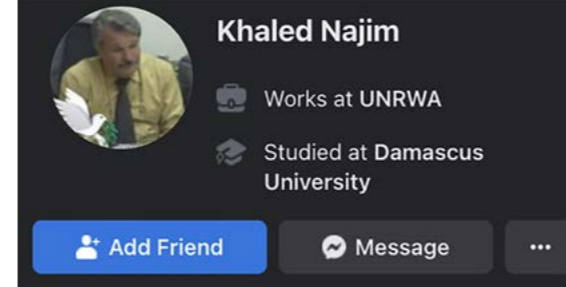 Khaled Najim
Works at UNRWA
Studied at Damascus
University
Add Friend
Message